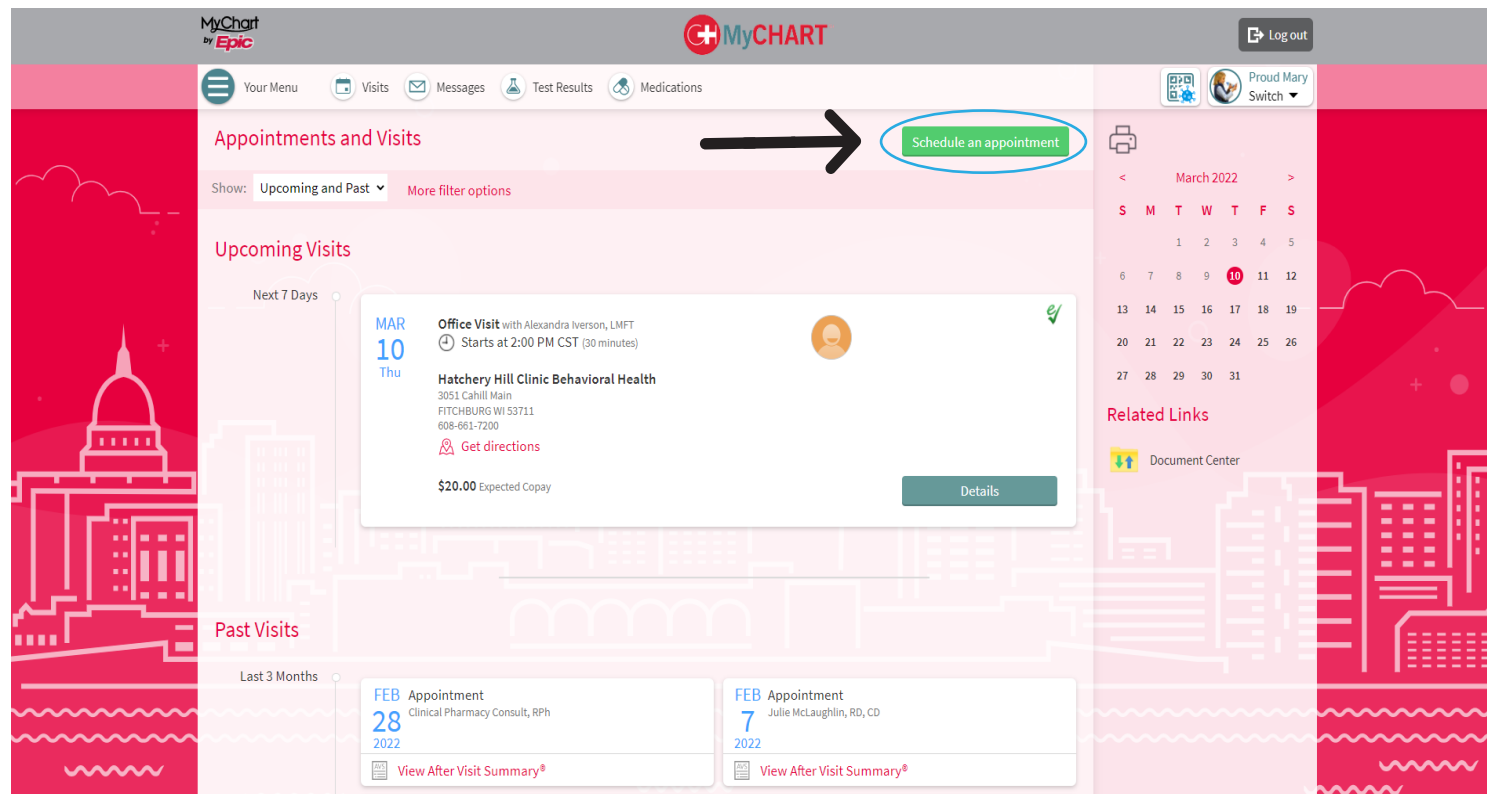 MyChart
by Epic
MyCHART
Log out
Your Menu
Visits
Messages
Test Results
Medications
Proud Mary
Switch
Appointments and Visits
Schedule an appointment
Show: Upcoming and Past
More filter options
Upcoming Visits
Next 7 Days
MAR
10
Thu
Office Visit with Alexandra Iverson, LMFT
Starts at 2:00 PM CST (30 minutes)
Hatchery Hill Clinic Behavioral Health
3051 Cahill Main
FITCHBURG WI 53711
608-661-7200
Get directions
$20.00 Expected Copay
Details
Past Visits
Last 3 Months
FEB
28
2022
Appointment
Clinical Pharmacy Consult, RPh
AVS
View After Visit Summary®
FEB
7
2022
Appointment
Julie McLaughlin, RD, CD
AVS
View After Visit Summary®
< March 2022 >
S M T W T F S
1 2 3 4 5
6 7 8 9 10 11 12
13 14 15 16 17 18 19
20 21 22 23 24 25 26
27 28 29 30 31
Related Links
Document Center